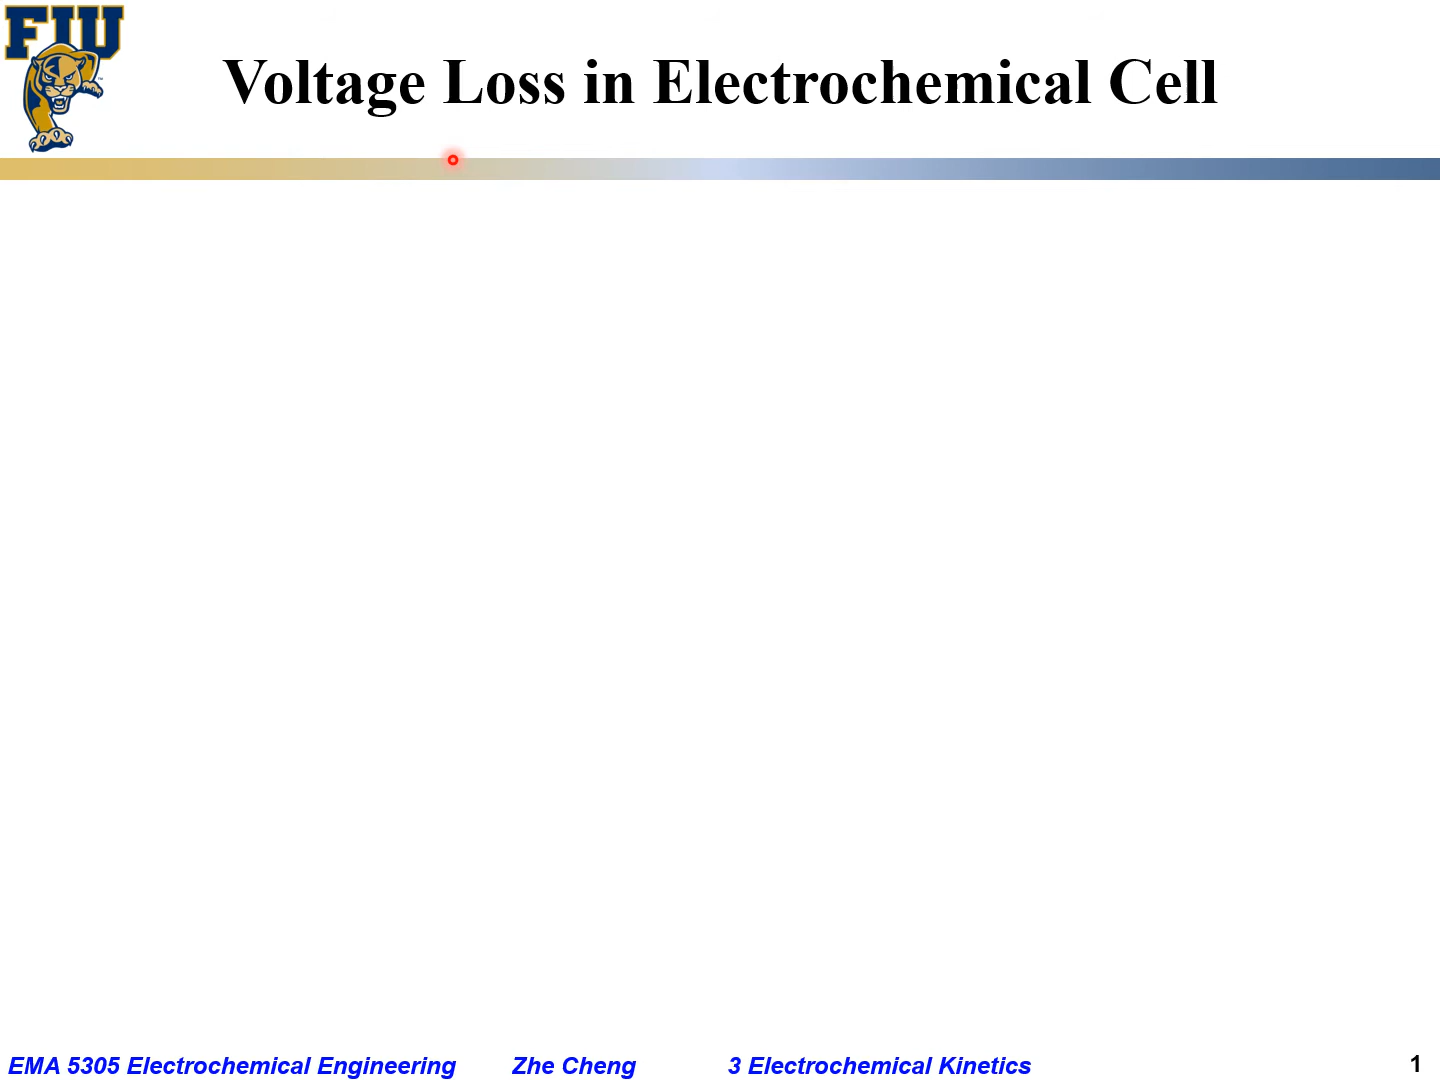 FIU
Voltage Loss in Electrochemical Cell
EMA 5305 Electrochemical Engineering Zhe Cheng 3 Electrochemical Kinetics 1